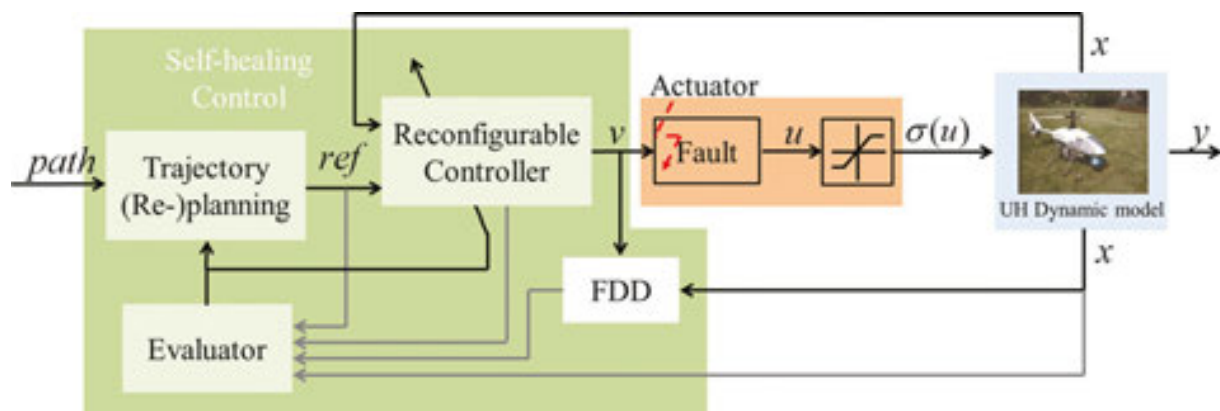 Self-healing
Control
x
Actuator
path
Trajectory
(Re-)planning
ref
Reconfigurable
Controller
v
Fault
u
σ(u)
y
UH Dynamic model
x
FDD
Evaluator